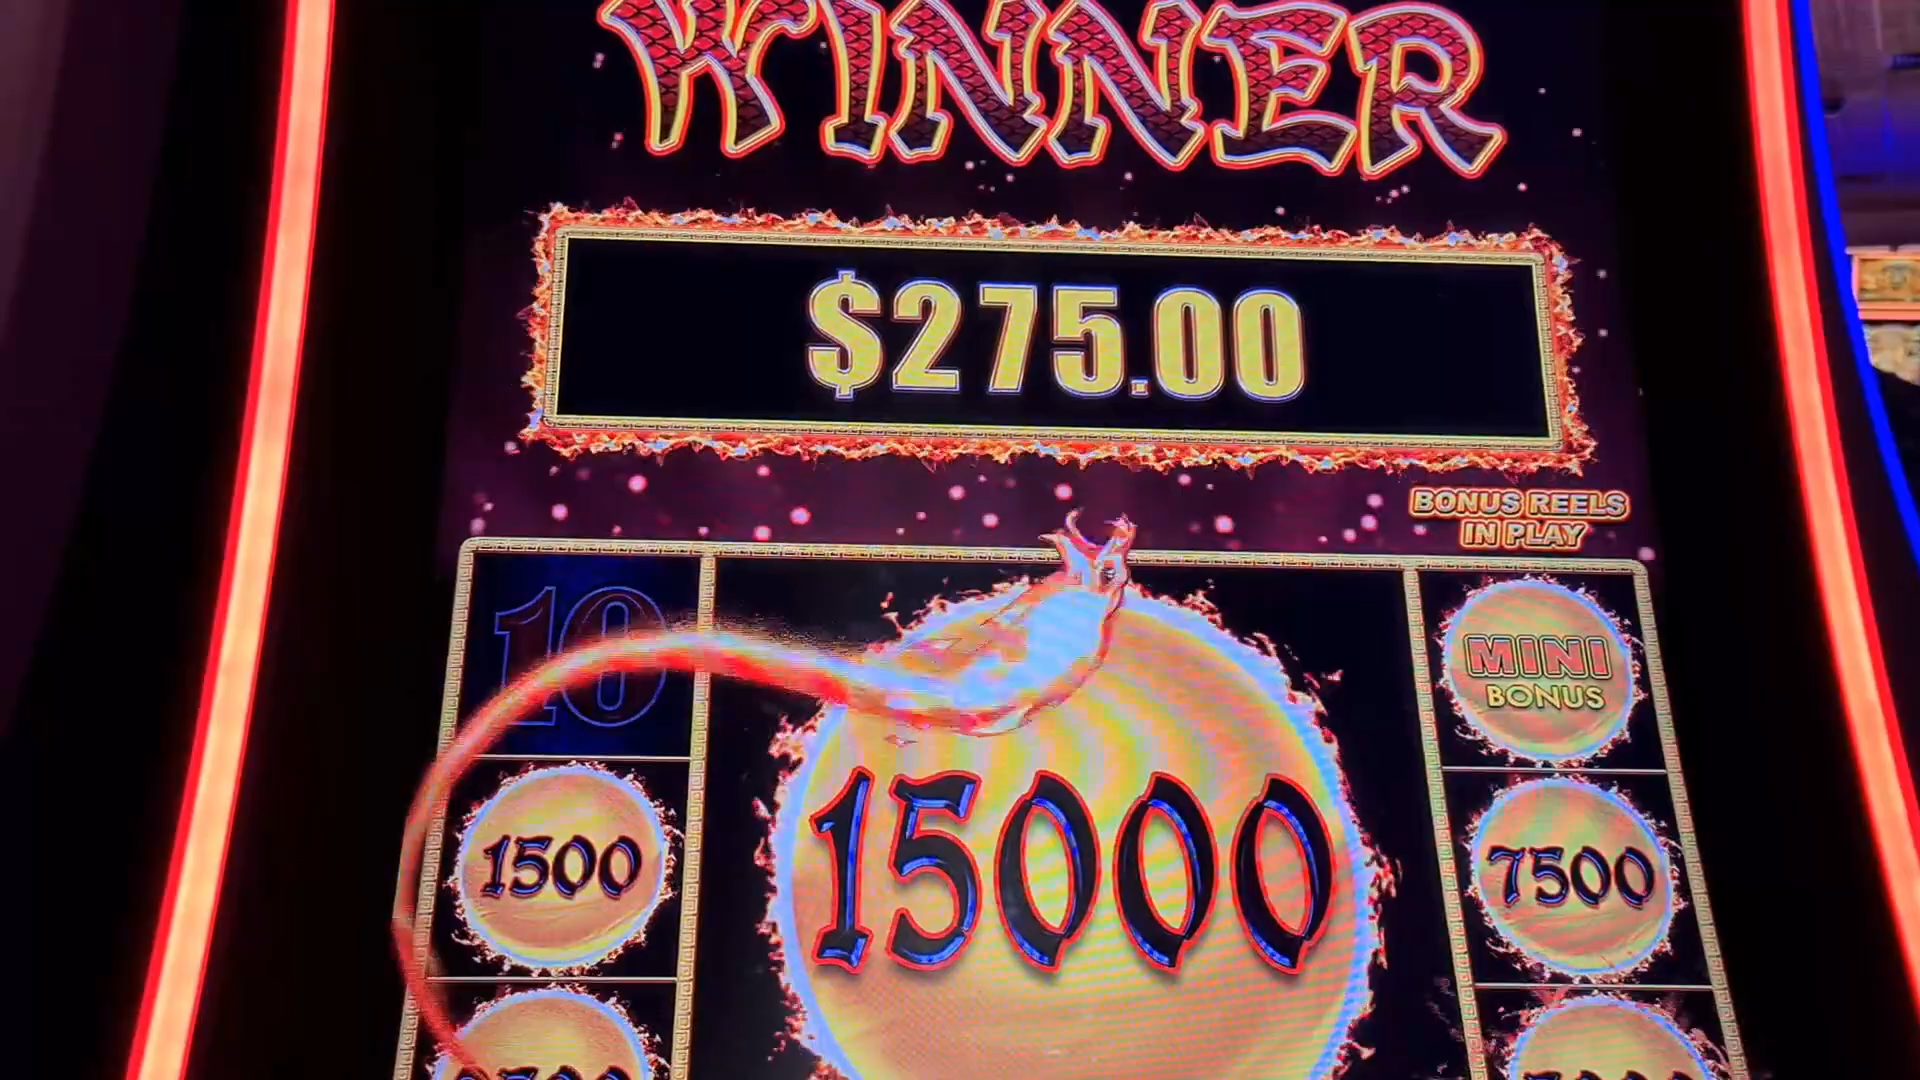 WINNER
$275.00
BONUS REELS
IN PLAY
10
MINI
BONUS
1500
15000
7500